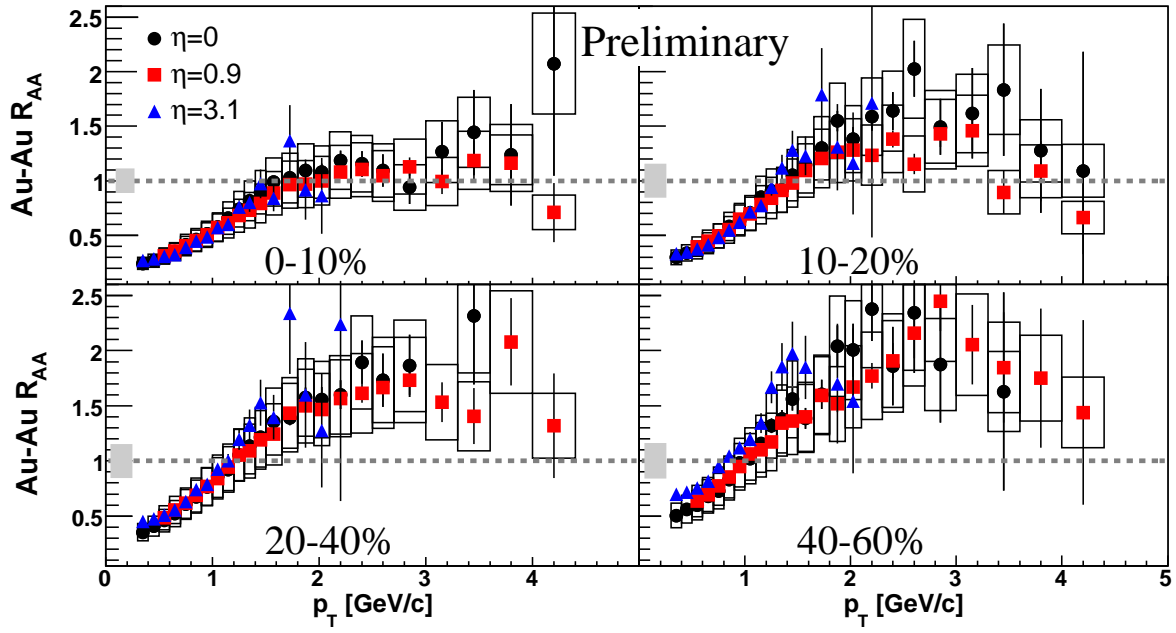 Preliminary
Au-Au R_AA
2.5
2
1.5
1
0.5
η=0
η=0.9
η=3.1
0-10%
10-20%
Au-Au R_AA
2.5
2
1.5
1
0.5
20-40%
40-60%
0 1 2 3 4
1 2 3 4 5
p_T [GeV/c]
p_T [GeV/c]